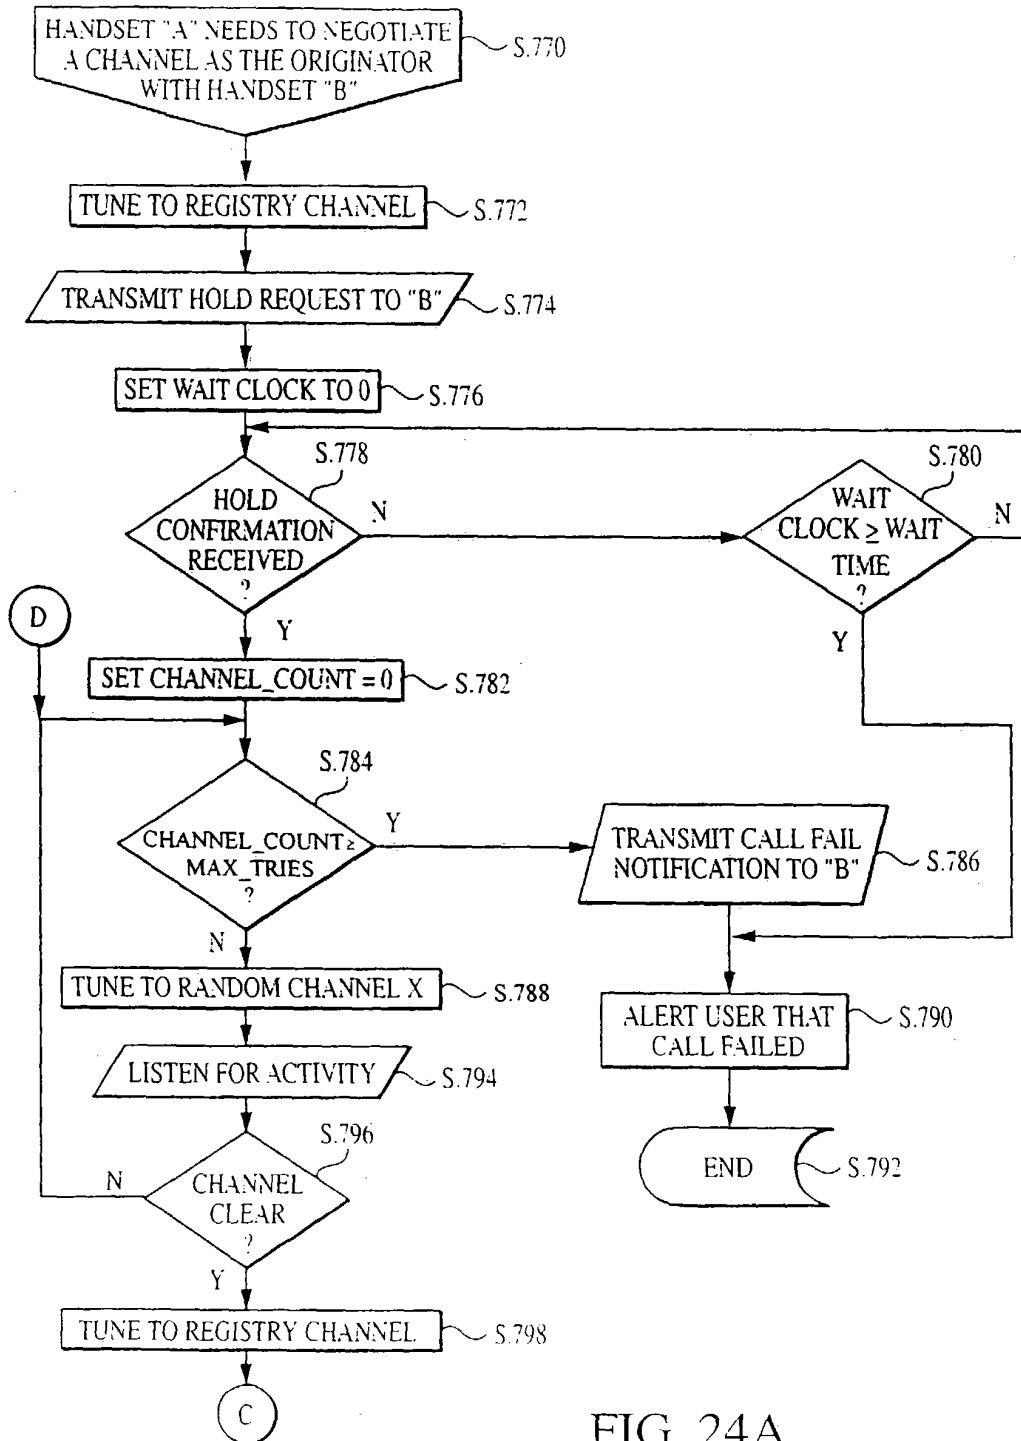 HANDSET "A" NEEDS TO NEGOTIATE
A CHANNEL AS THE ORIGINATOR
WITH HANDSET "B"
S.770
TUNE TO REGISTRY CHANNEL
S.772
TRANSMIT HOLD REQUEST TO "B"
S.774
SET WAIT CLOCK TO 0
S.776
S.778
HOLD
CONFIRMATION
RECEIVED
?
N
Y
S.780
WAIT
CLOCK ≥ WAIT
TIME
?
N
Y
D
SET CHANNEL_COUNT = 0
S.782
S.784
CHANNEL_COUNT ≥
MAX_TRIES
?
Y
N
TRANSMIT CALL FAIL
NOTIFICATION TO "B"
S.786
TUNE TO RANDOM CHANNEL X
S.788
ALERT USER THAT
CALL FAILED
S.790
LISTEN FOR ACTIVITY
S.794
S.796
CHANNEL
CLEAR
?
N
Y
END
S.792
TUNE TO REGISTRY CHANNEL
S.798
C
FIG. 24A